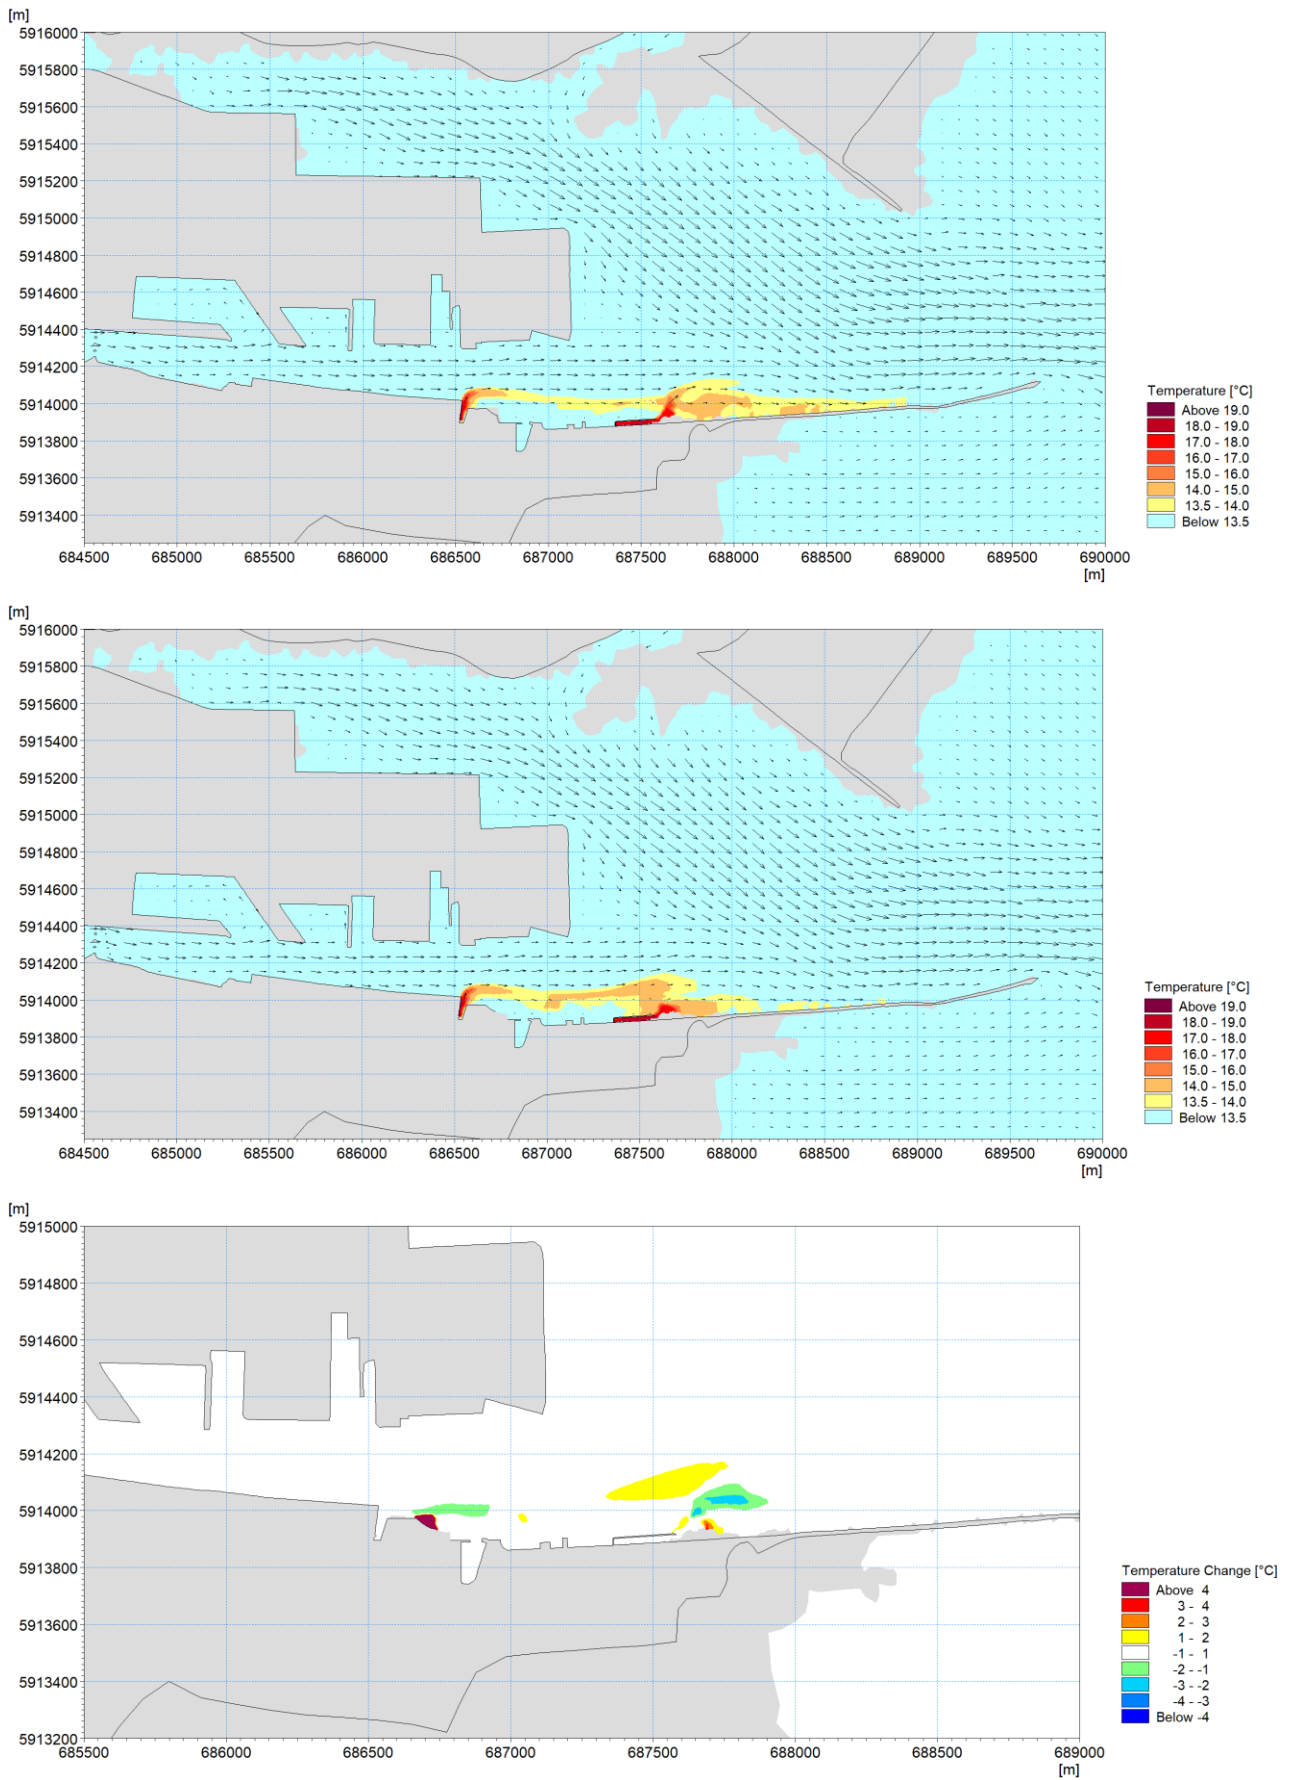 [m]
5916000
5915800
5915600
5915400
5915200
5915000
5914800
5914600
5914400
5914200
5914000
5913800
5913600
5913400
684500 685000 685500 686000 686500 687000 687500 688000 688500 689000 689500 690000
[m]
Temperature [°C]
Above 19.0
18.0 - 19.0
17.0 - 18.0
16.0 - 17.0
15.0 - 16.0
14.0 - 15.0
13.5 - 14.0
Below 13.5
[m]
5916000
5915800
5915600
5915400
5915200
5915000
5914800
5914600
5914400
5914200
5914000
5913800
5913600
5913400
684500 685000 685500 686000 686500 687000 687500 688000 688500 689000 689500 690000
[m]
Temperature [°C]
Above 19.0
18.0 - 19.0
17.0 - 18.0
16.0 - 17.0
15.0 - 16.0
14.0 - 15.0
13.5 - 14.0
Below 13.5
[m]
5915000
5914800
5914600
5914400
5914200
5914000
5913800
5913600
5913400
5913200
685500 686000 686500 687000 687500 688000 688500 689000
[m]
Temperature Change [°C]
Above 4
3 - 4
2 - 3
1 - 2
-1 - 1
-2 - -1
-3 - -2
-4 - -3
Below -4